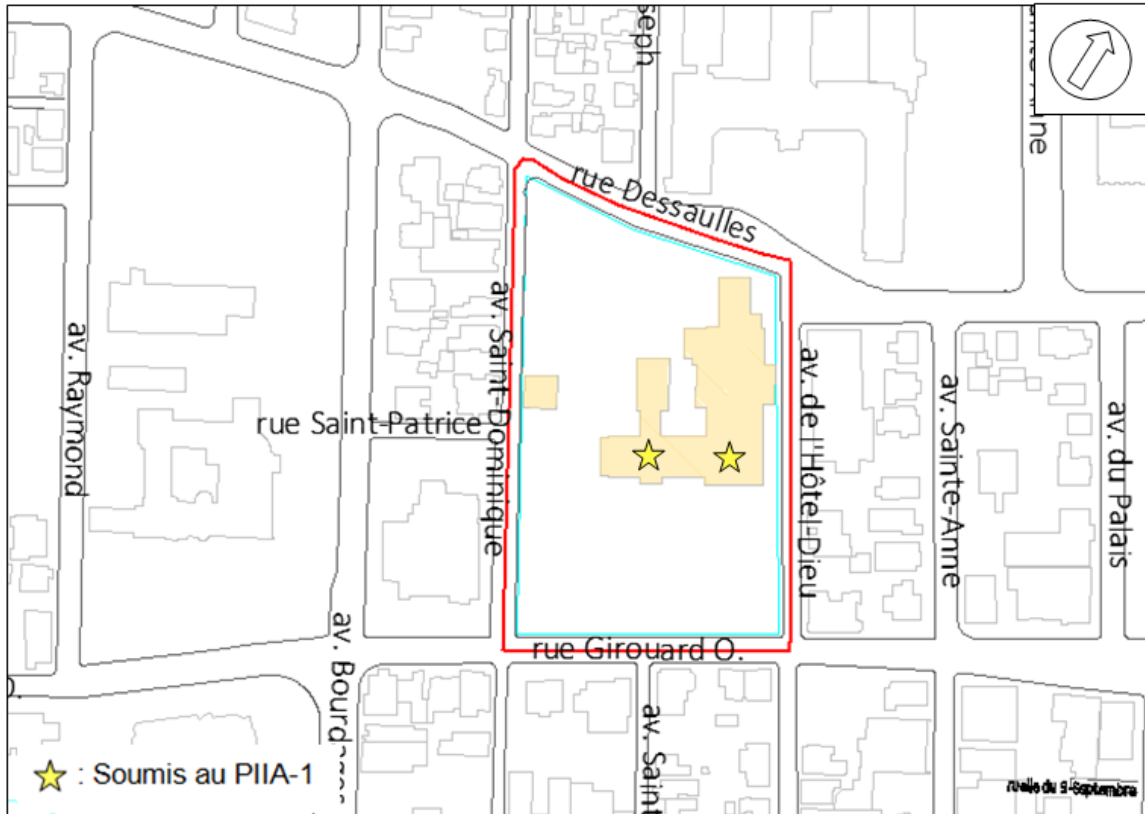 rue Dessaulles
av. Saint-Dominique
av. Raymond
rue Saint-Patrice
av. de l'Hôtel-Dieu
av. Sainte-Anne
av. du Palais
rue Girouard O.
av. Saint
O.
☆ : Soumis au PIIA-1